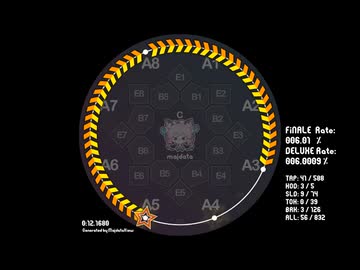 A8 A1
E1
A7 B8 B1 A2
E8 E2
B7 B2
E7 C E3
majdata
A6 B6 B3 A3
E6 E4
B5 B4
E5
A5 A4
FiNALE Rate:
006.01 %
DELUXE Rate:
006.0009 %
TAP: 41 / 588
HOD: 3 / 5
SLD: 9 / 74
TOH: 0 / 39
BRK: 3 / 126
ALL: 56 / 832
0:12.1680
Generated by MajdataView